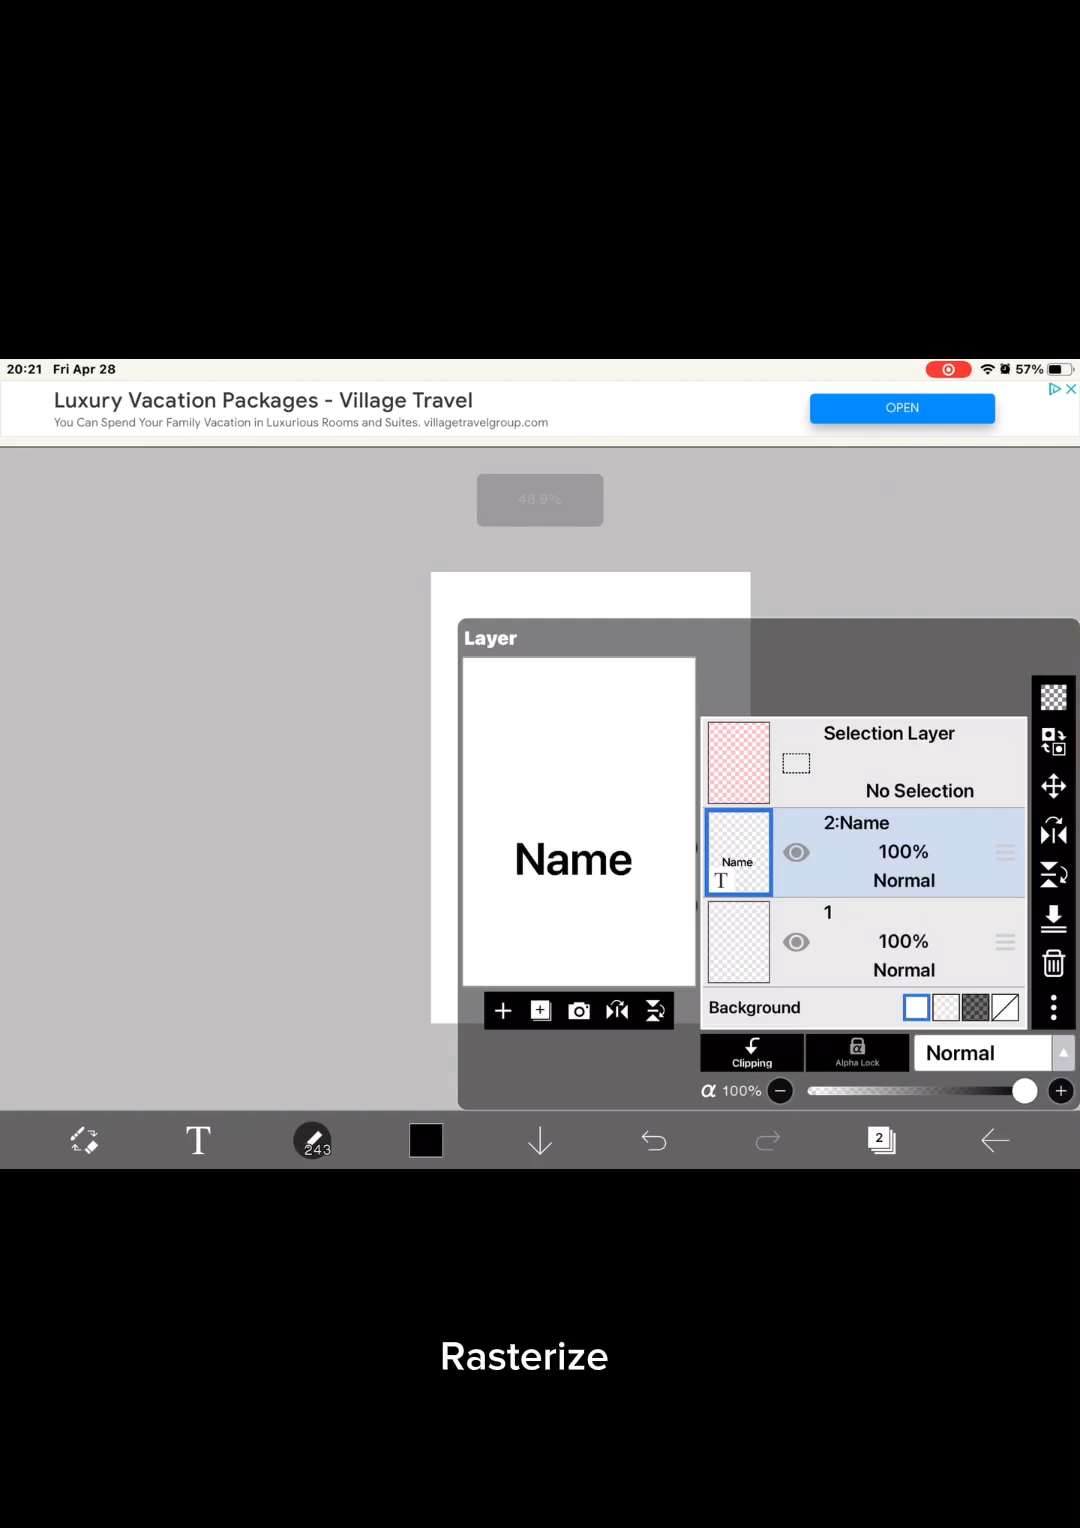 20:21 Fri Apr 28
57%
Luxury Vacation Packages - Village Travel
You Can Spend Your Family Vacation in Luxurious Rooms and Suites. villagetravelgroup.com
OPEN
48.9%
Layer
Name
Selection Layer
No Selection
2:Name
100%
Normal
Name
T
1
100%
Normal
Background
Clipping
Alpha Lock
Normal
α 100%
T
243
2
Rasterize